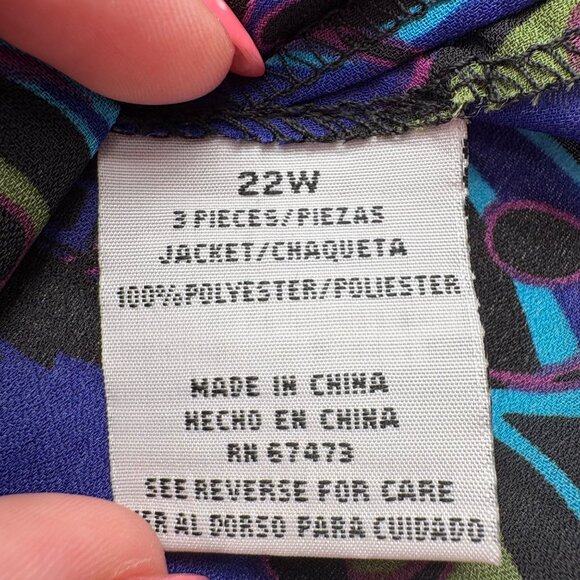 22W
3 PIECES/PIEZAS
JACKET/CHAQUETA
100%POLYESTER/POLIESTER
MADE IN CHINA
HECHO EN CHINA
RN 67473
SEE REVERSE FOR CARE
ER AL DORSO PARA CUIDADO